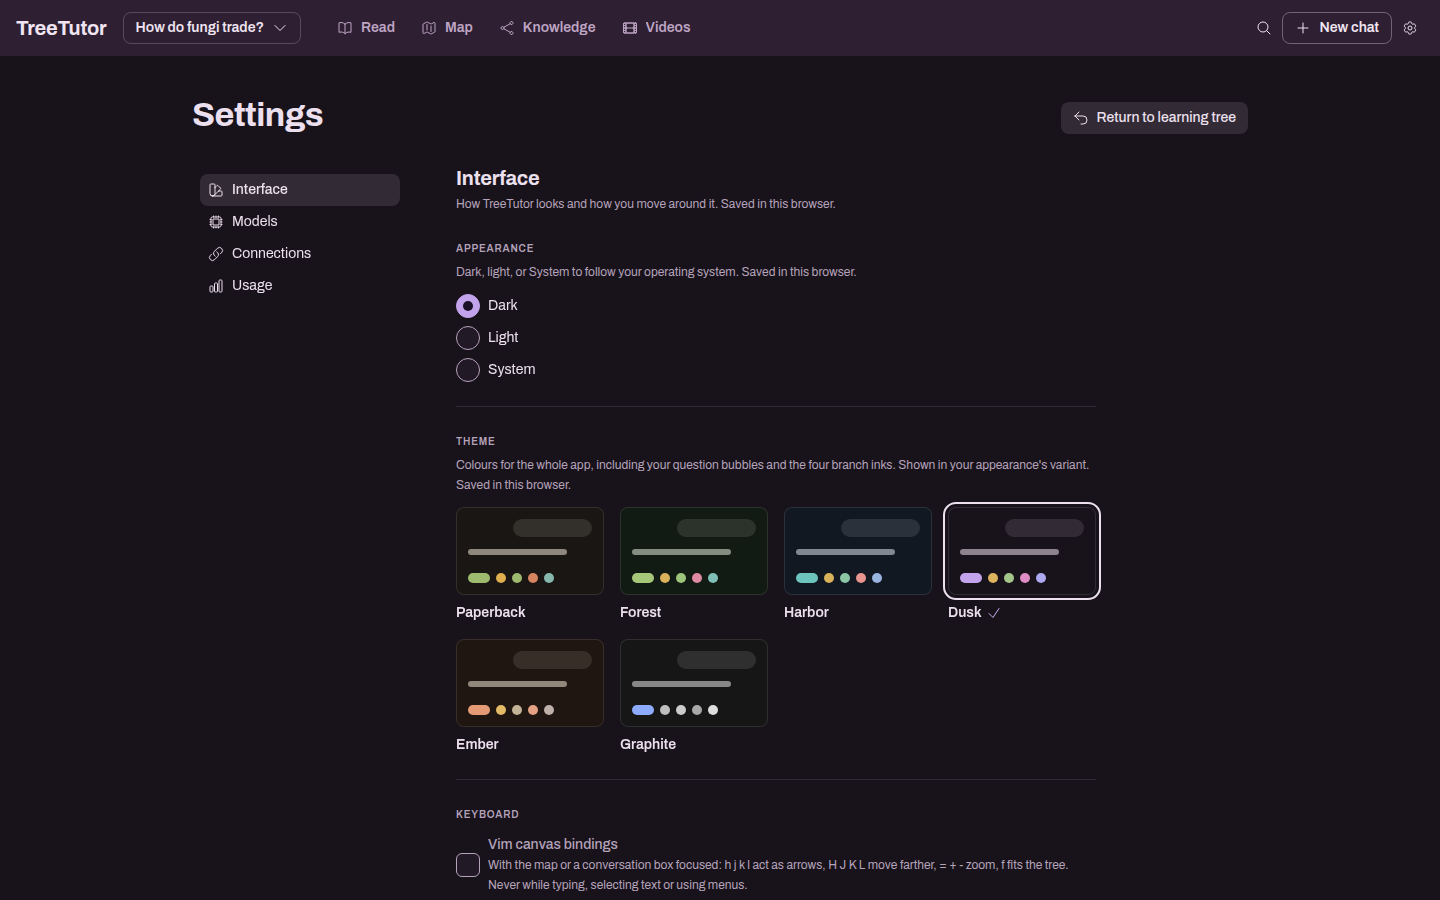 TreeTutor
How do fungi trade?
Read
Map
Knowledge
Videos
New chat
Settings
Return to learning tree
Interface
Models
Connections
Usage
Interface
How TreeTutor looks and how you move around it. Saved in this browser.
APPEARANCE
Dark, light, or System to follow your operating system. Saved in this browser.
Dark
Light
System
THEME
Colours for the whole app, including your question bubbles and the four branch inks. Shown in your appearance's variant.
Saved in this browser.
Paperback
Forest
Harbor
Dusk
Ember
Graphite
KEYBOARD
Vim canvas bindings
With the map or a conversation box focused: h j k l act as arrows, H J K L move farther, = + - zoom, f fits the tree.
Never while typing, selecting text or using menus.